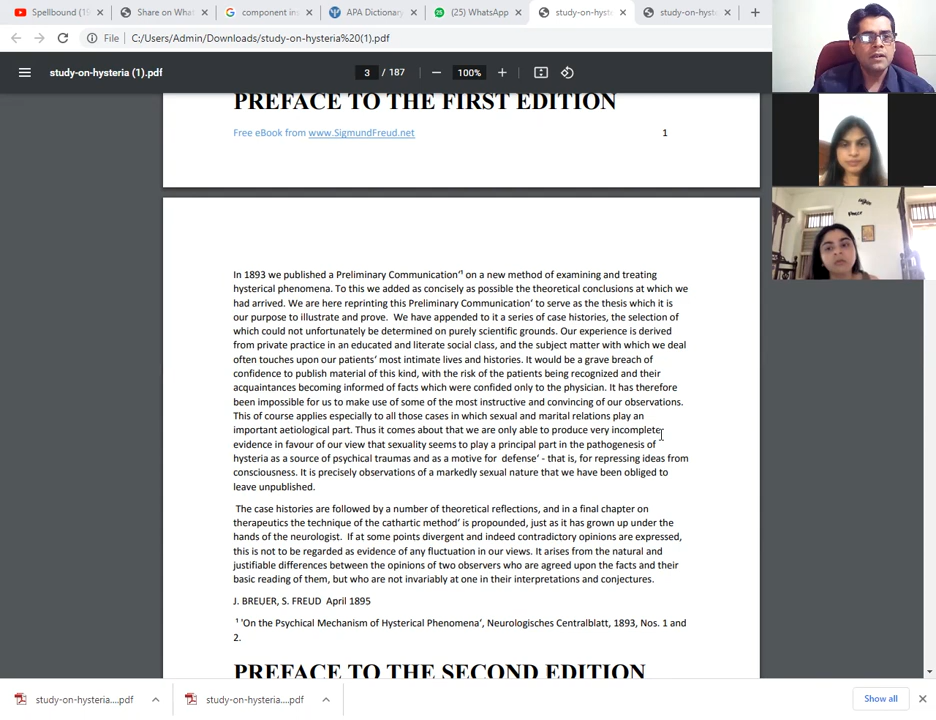 Spellbound (19
Share on What
component in
APA Dictionary
(25) WhatsApp
study-on-hyste
study-on-hyste
File
C:/Users/Admin/Downloads/study-on-hysteria%20(1).pdf
study-on-hysteria (1).pdf
3 / 187
100%
PREFACE TO THE FIRST EDITION
Free eBook from www.SigmundFreud.net
1
In 1893 we published a Preliminary Communication‘¹ on a new method of examining and treating
hysterical phenomena. To this we added as concisely as possible the theoretical conclusions at which we
had arrived. We are here reprinting this Preliminary Communication’ to serve as the thesis which it is
our purpose to illustrate and prove. We have appended to it a series of case histories, the selection of
which could not unfortunately be determined on purely scientific grounds. Our experience is derived
from private practice in an educated and literate social class, and the subject matter with which we deal
often touches upon our patients’ most intimate lives and histories. It would be a grave breach of
confidence to publish material of this kind, with the risk of the patients being recognized and their
acquaintances becoming informed of facts which were confided only to the physician. It has therefore
been impossible for us to make use of some of the most instructive and convincing of our observations.
This of course applies especially to all those cases in which sexual and marital relations play an
important aetiological part. Thus it comes about that we are only able to produce very incomplete
evidence in favour of our view that sexuality seems to play a principal part in the pathogenesis of
hysteria as a source of psychical traumas and as a motive for defense’ - that is, for repressing ideas from
consciousness. It is precisely observations of a markedly sexual nature that we have been obliged to
leave unpublished.
The case histories are followed by a number of theoretical reflections, and in a final chapter on
therapeutics the technique of the cathartic method‘ is propounded, just as it has grown up under the
hands of the neurologist. If at some points divergent and indeed contradictory opinions are expressed,
this is not to be regarded as evidence of any fluctuation in our views. It arises from the natural and
justifiable differences between the opinions of two observers who are agreed upon the facts and their
basic reading of them, but who are not invariably at one in their interpretations and conjectures.
J. BREUER, S. FREUD April 1895
¹ ‘On the Psychical Mechanism of Hysterical Phenomena‘, Neurologisches Centralblatt, 1893, Nos. 1 and
2.
PREFACE TO THE SECOND EDITION
study-on-hysteria....pdf
study-on-hysteria....pdf
Show all